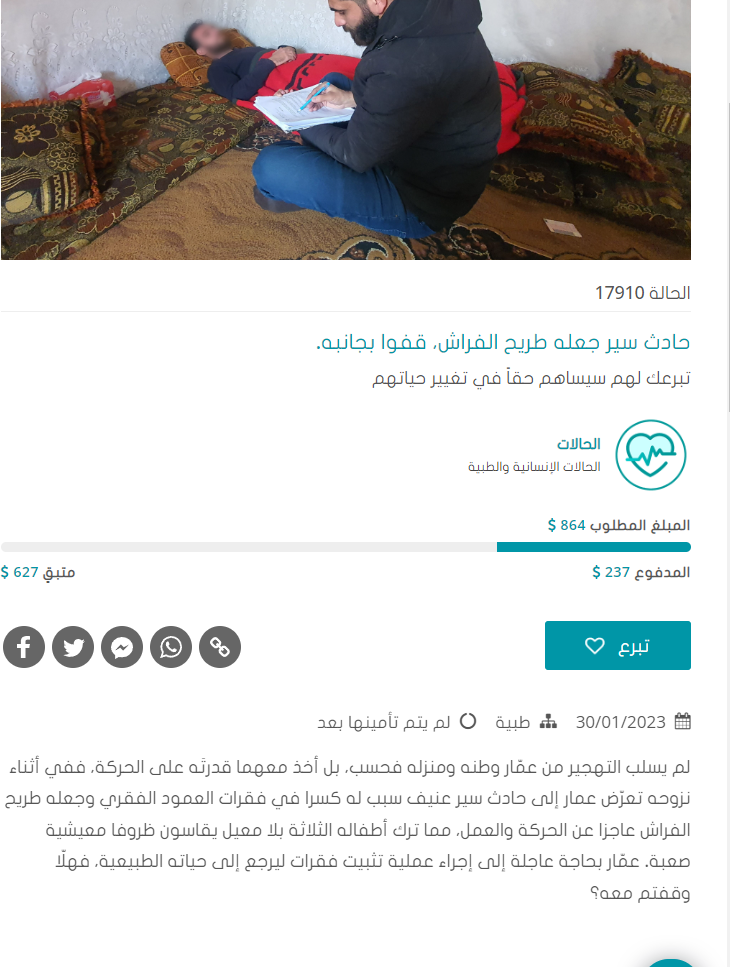 الحالة 17910
حادث سير جعله طريح الفراش، قفوا بجانبه.
تبرعك لهم سيساهم حقاً في تغيير حياتهم
الحالات
الحالات الإنسانية والطبية
المبلغ المطلوب 864 $
المدفوع 237 $
متبقٍ 627 $
تبرع
30/01/2023 طبية لم يتم تأمينها بعد
لم يسلب التهجير من عمّار وطنه ومنزله فحسب، بل أخذ معهما قدرتَه على الحركة، ففي أثناء
نزوحه تعرّض عمار إلى حادث سير عنيف سبب له كسرا في فقرات العمود الفقري وجعله طريح
الفراش عاجزا عن الحركة والعمل، مما ترك أطفاله الثلاثة بلا معيل يقاسون ظروفا معيشية
صعبة. عمّار بحاجة عاجلة إلى إجراء عملية تثبيت فقرات ليرجع إلى حياته الطبيعية، فهلّا
وقفتم معه؟